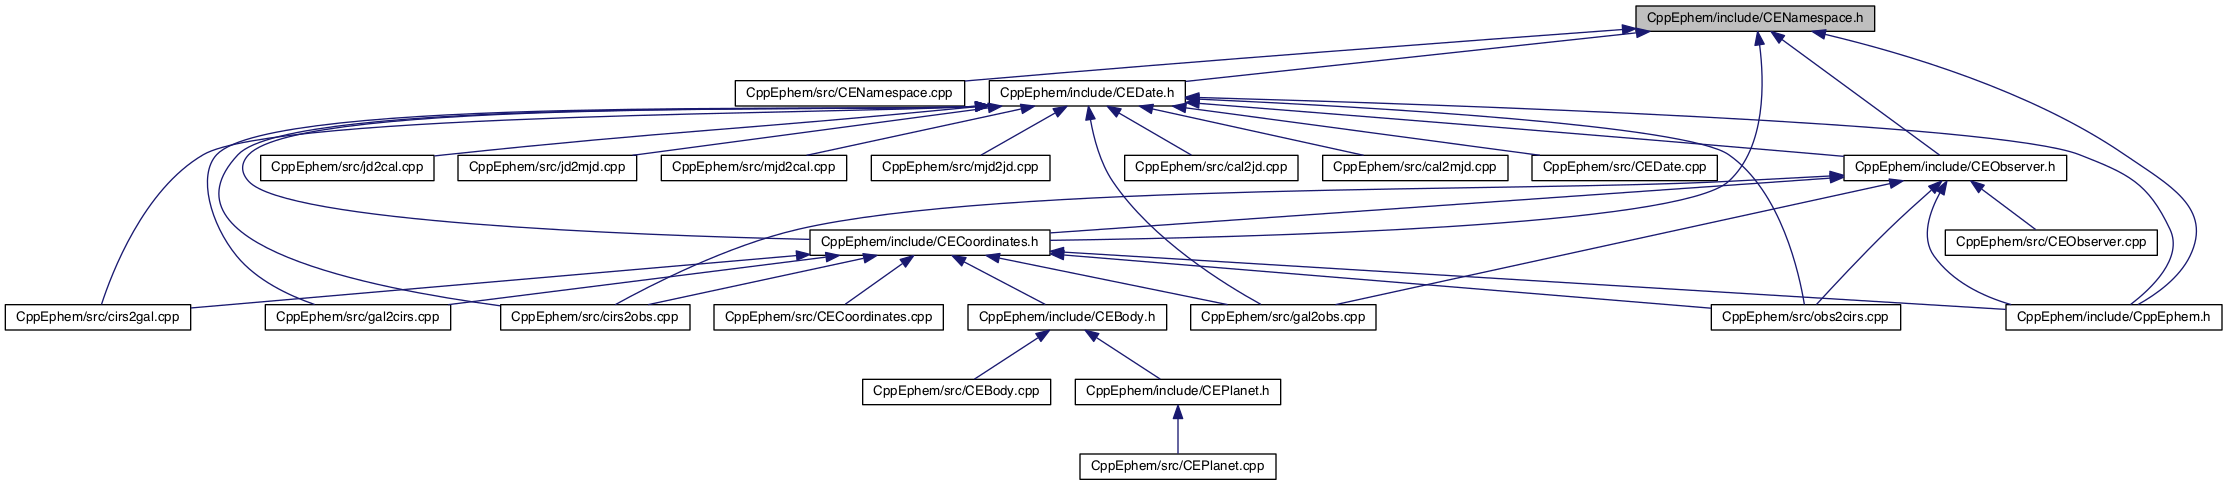 CppEphem/include/CENamespace.h
CppEphem/src/CENamespace.cpp
CppEphem/include/CEDate.h
CppEphem/src/jd2cal.cpp
CppEphem/src/jd2mjd.cpp
CppEphem/src/mjd2cal.cpp
CppEphem/src/mjd2jd.cpp
CppEphem/src/cal2jd.cpp
CppEphem/src/cal2mjd.cpp
CppEphem/src/CEDate.cpp
CppEphem/include/CEObserver.h
CppEphem/include/CECoordinates.h
CppEphem/src/CEObserver.cpp
CppEphem/src/cirs2gal.cpp
CppEphem/src/gal2cirs.cpp
CppEphem/src/cirs2obs.cpp
CppEphem/src/CECoordinates.cpp
CppEphem/include/CEBody.h
CppEphem/src/gal2obs.cpp
CppEphem/src/obs2cirs.cpp
CppEphem/include/CppEphem.h
CppEphem/src/CEBody.cpp
CppEphem/include/CEPlanet.h
CppEphem/src/CEPlanet.cpp